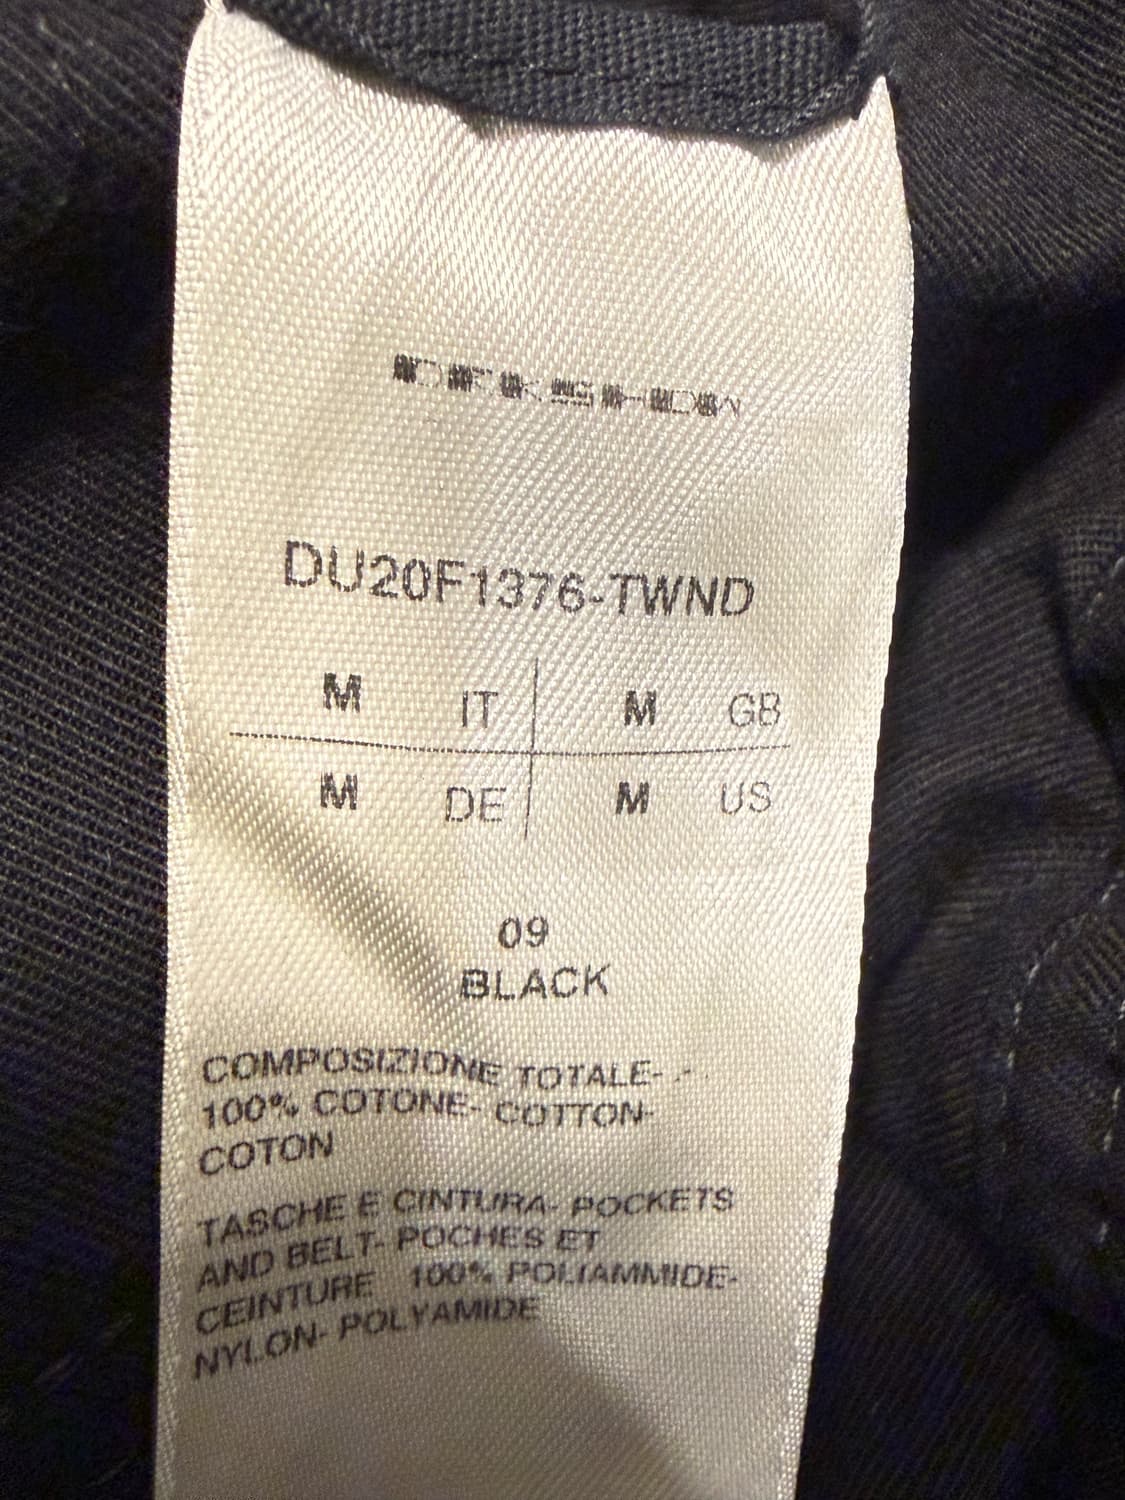 DRKSHDW
DU20F1376-TWND
M IT M GB
M DE M US
09
BLACK
COMPOSIZIONE TOTALE- -
100% COTONE- COTTON-
COTON
TASCHE E CINTURA- POCKETS
AND BELT- POCHES ET
CEINTURE 100% POLIAMMIDE-
NYLON- POLYAMIDE